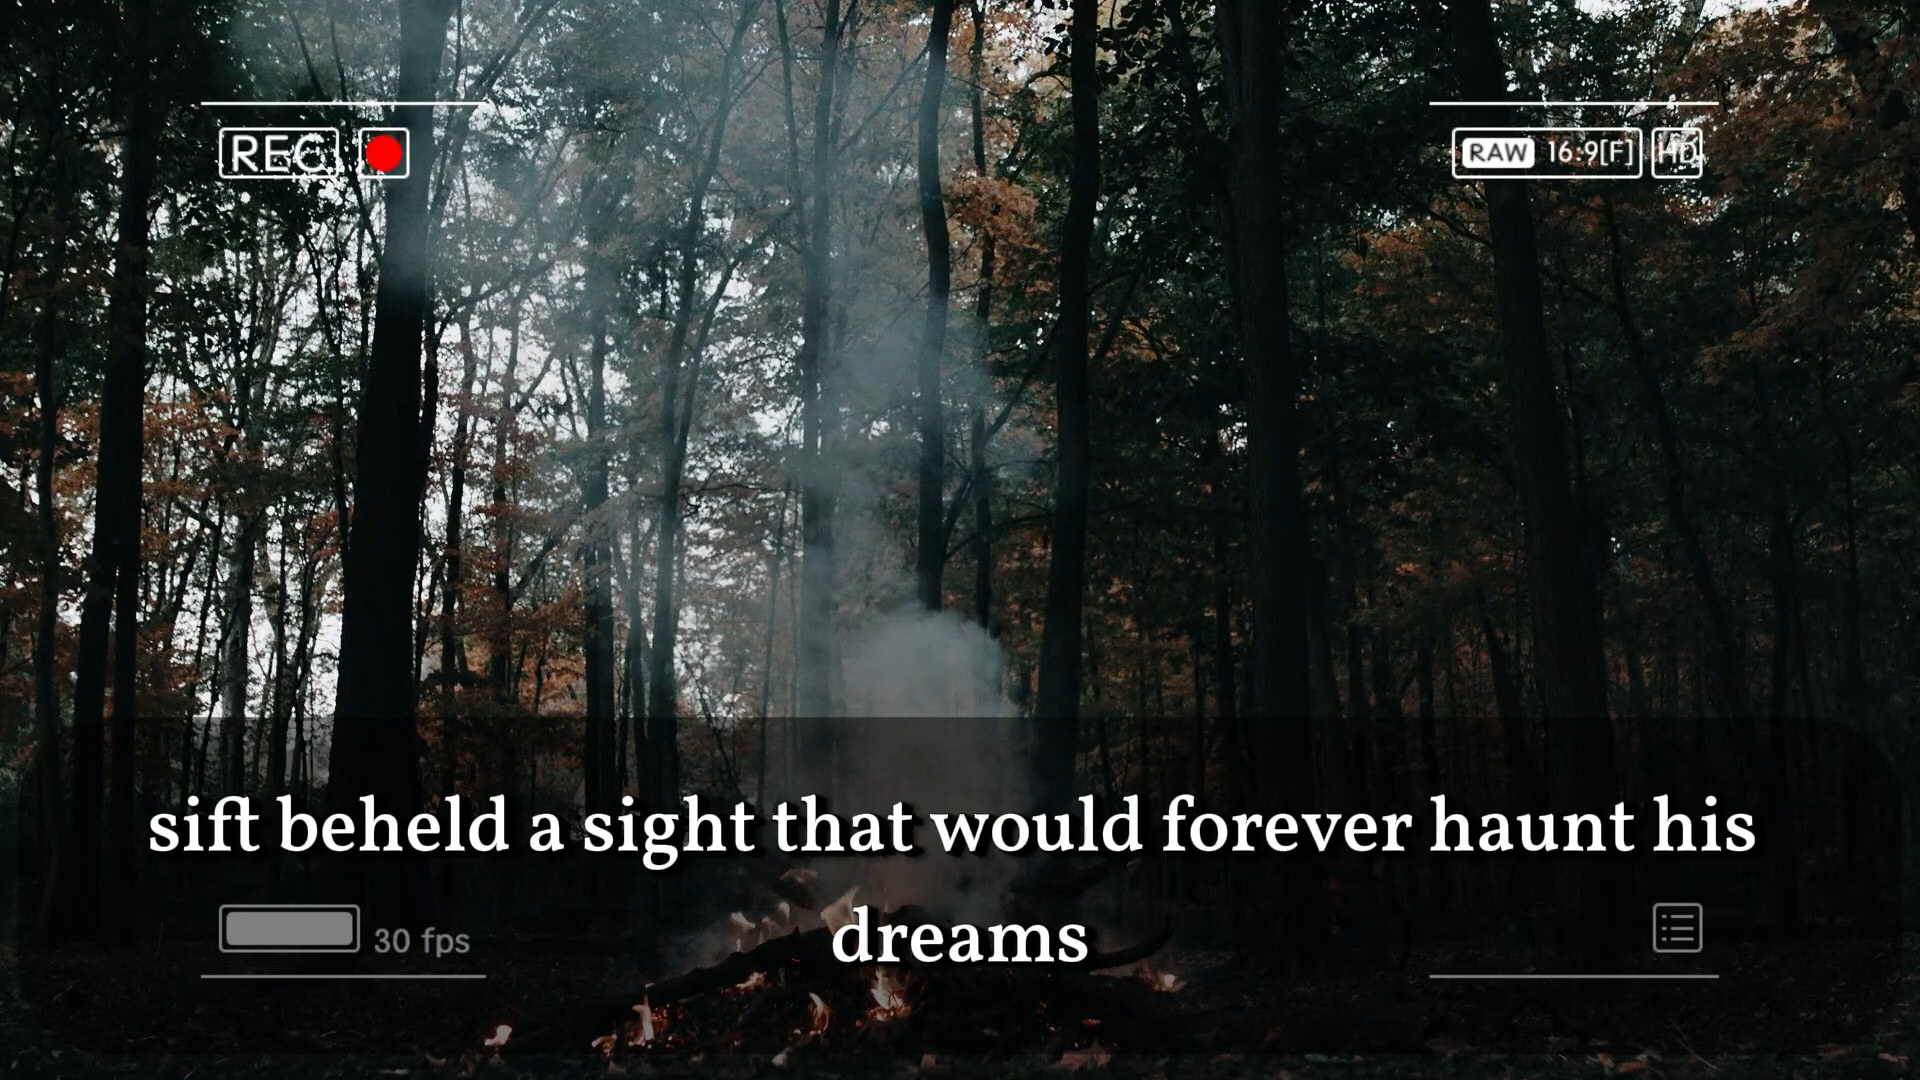 REC
RAW 16:9[F] HD
sift beheld a sight that would forever haunt his
dreams
30 fps